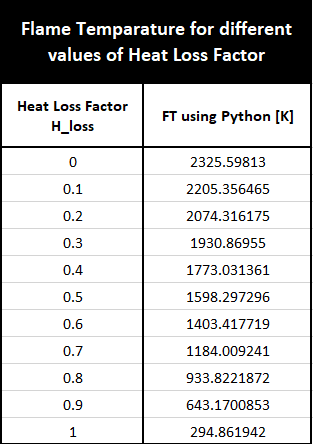 Flame Temparature for different
values of Heat Loss Factor
Heat Loss Factor
H_loss
FT using Python [K]
0 2325.59813
0.1 2205.356465
0.2 2074.316175
0.3 1930.86955
0.4 1773.031361
0.5 1598.297296
0.6 1403.417719
0.7 1184.009241
0.8 933.8221872
0.9 643.1700853
1 294.861942